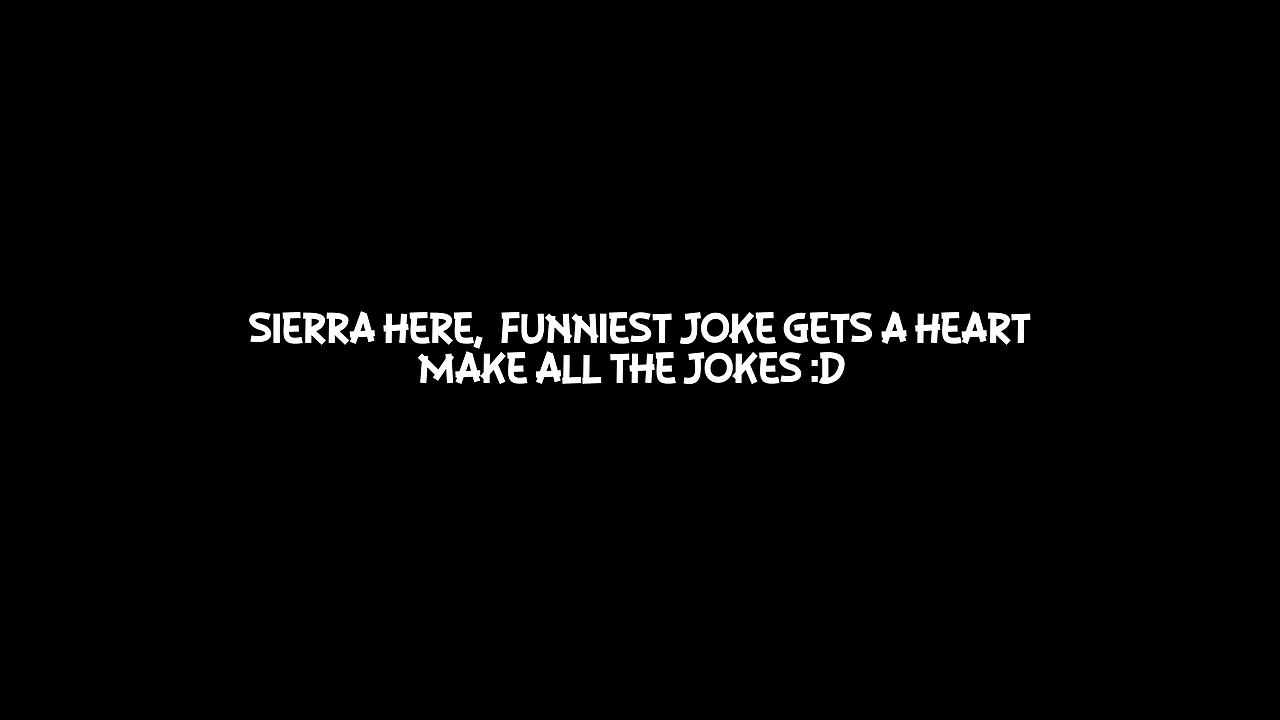 SIERRA HERE,  FUNNIEST JOKE GETS A HEART
MAKE ALL THE JOKES :D